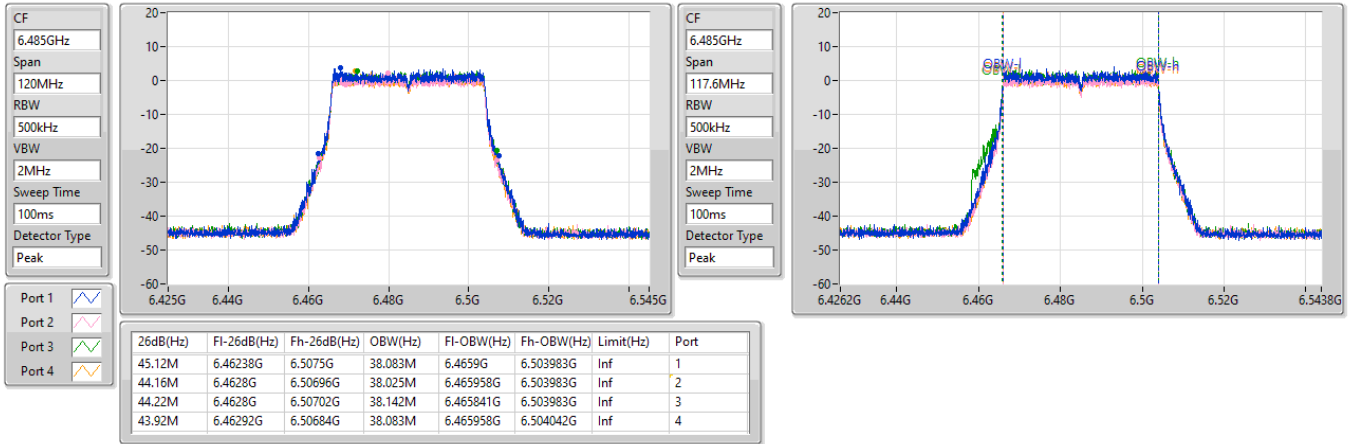 CF
6.485GHz
Span
120MHz
RBW
500kHz
VBW
2MHz
Sweep Time
100ms
Detector Type
Peak
20
10
0
-10
-20
-30
-40
-50
-60
6.425G 6.44G 6.46G 6.48G 6.5G 6.52G 6.545G
CF
6.485GHz
Span
117.6MHz
RBW
500kHz
VBW
2MHz
Sweep Time
100ms
Detector Type
Peak
20
10
0
-10
-20
-30
-40
-50
-60
OBW-l OBW-h
6.4262G 6.44G 6.46G 6.48G 6.5G 6.52G 6.5438G
Port 1
Port 2
Port 3
Port 4
26dB(Hz) Fl-26dB(Hz) Fh-26dB(Hz) OBW(Hz) Fl-OBW(Hz) Fh-OBW(Hz) Limit(Hz) Port
45.12M 6.46238G 6.5075G 38.083M 6.4659G 6.503983G Inf 1
44.16M 6.4628G 6.50696G 38.025M 6.465958G 6.503983G Inf 2
44.22M 6.4628G 6.50702G 38.142M 6.465841G 6.503983G Inf 3
43.92M 6.46292G 6.50684G 38.083M 6.465958G 6.504042G Inf 4